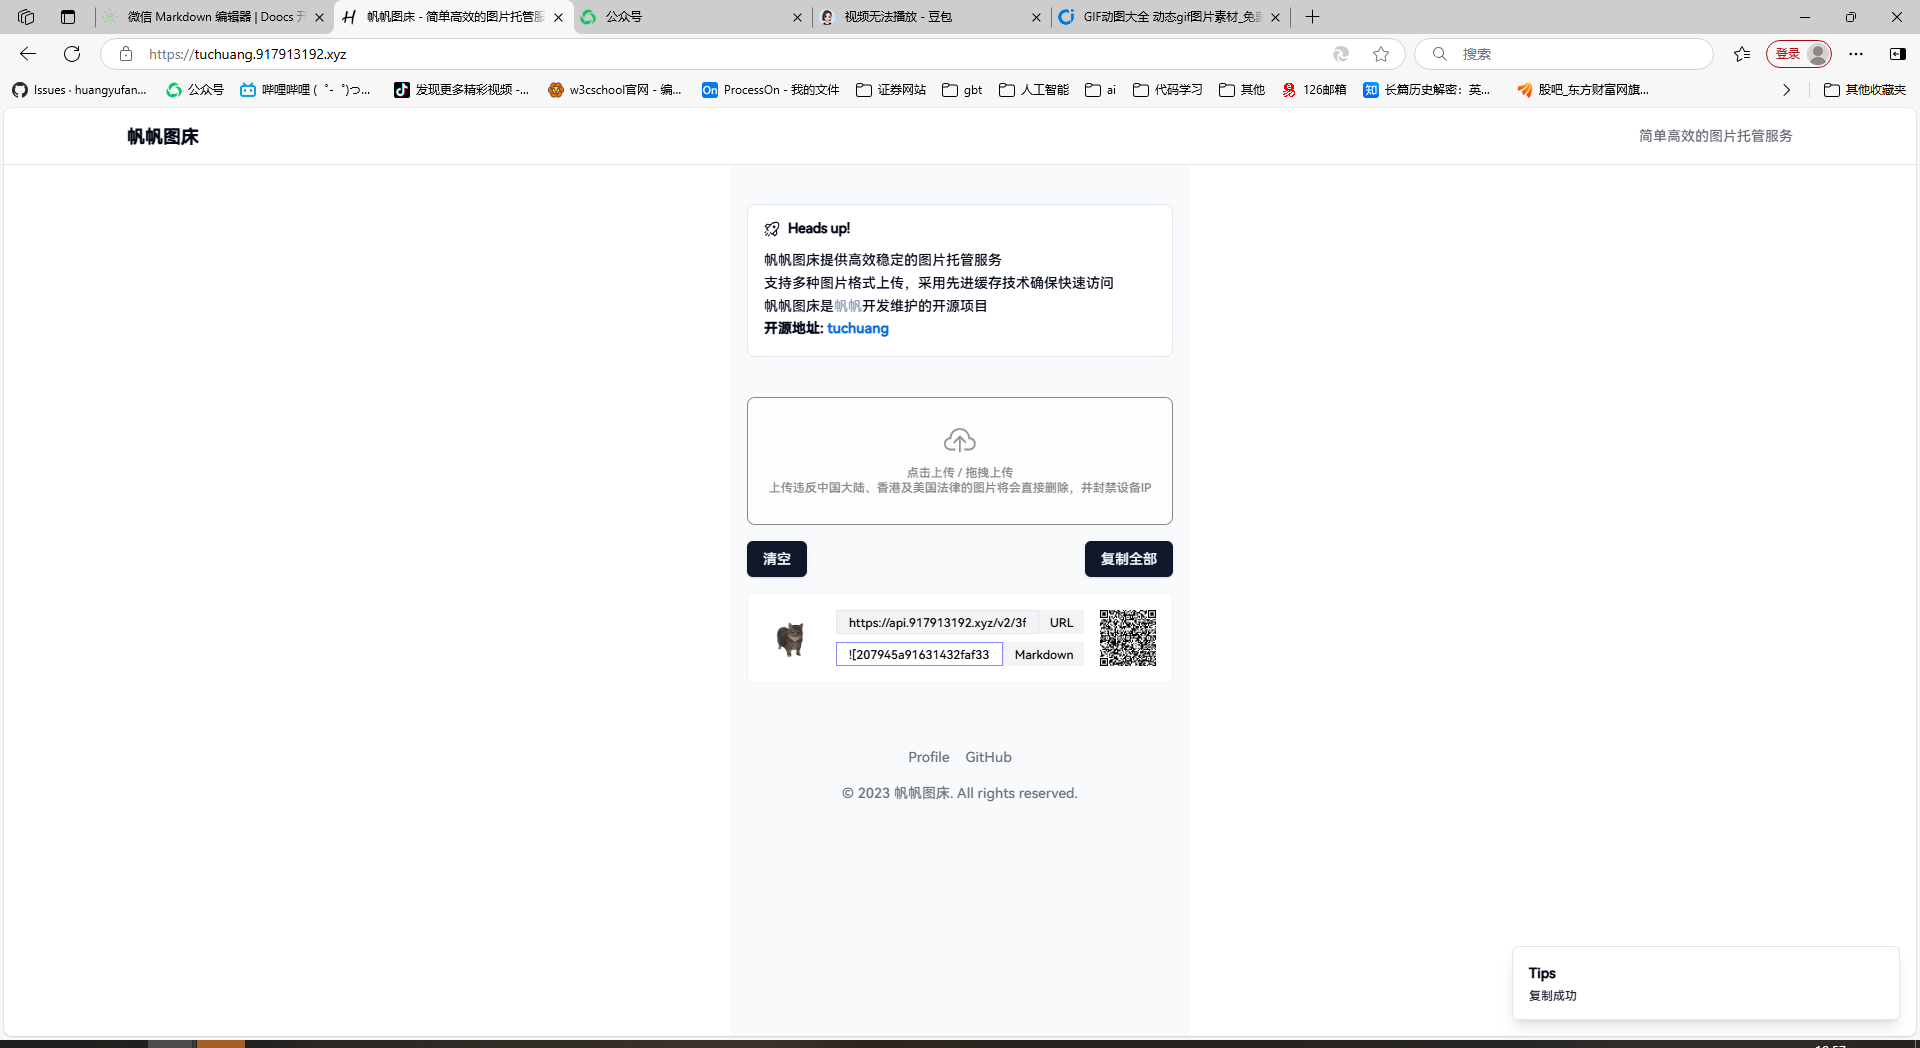 微信 Markdown 编辑器 | Doocs 开
帆帆图床 - 简单高效的图片托管服
公众号
视频无法播放 - 豆包
GIF动图大全 动态gif图片素材_免
https://tuchuang.917913192.xyz
搜索
登录
Issues · huangyufan...
公众号
哔哩哔哩 (゜-゜)つ...
发现更多精彩视频 -...
w3cschool官网 - 编...
On ProcessOn - 我的文件
证券网站
gbt
人工智能
ai
代码学习
其他
126邮箱
知 长篇历史解密：英...
股吧_东方财富网旗...
其他收藏夹
帆帆图床
简单高效的图片托管服务
Heads up!
帆帆图床提供高效稳定的图片托管服务
支持多种图片格式上传，采用先进缓存技术确保快速访问
帆帆图床是帆帆开发维护的开源项目
开源地址: tuchuang
点击上传 / 拖拽上传
上传违反中国大陆、香港及美国法律的图片将会直接删除，并封禁设备IP
清空
复制全部
https://api.917913192.xyz/v2/3f
URL
![207945a91631432faf33
Markdown
Profile
GitHub
© 2023 帆帆图床. All rights reserved.
Tips
复制成功